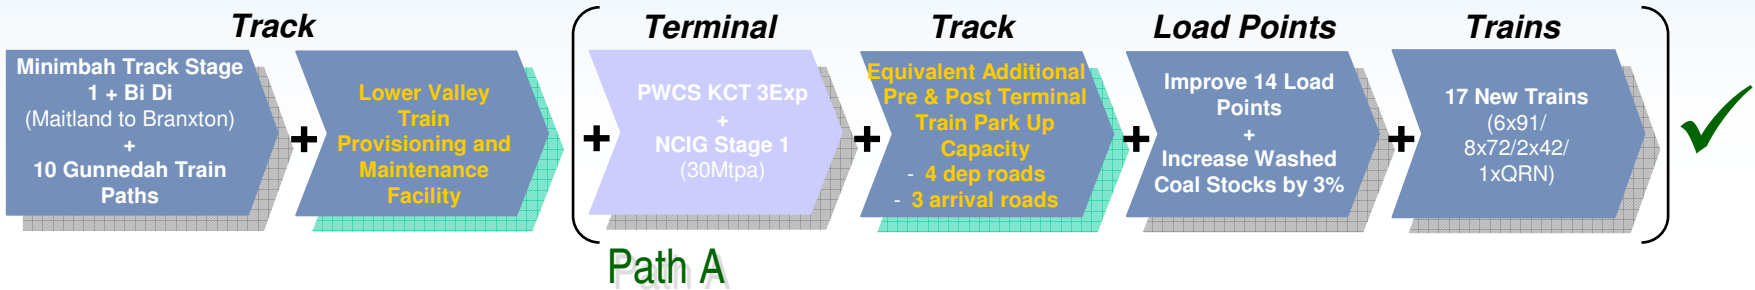 Track
Terminal
Track
Load Points
Trains
Minimbah Track Stage
1 + Bi Di
(Maitland to Branxton)
+
10 Gunnedah Train
Paths
+
Lower Valley
Train
Provisioning and
Maintenance
Facility
+
PWCS KCT 3Exp
+
NCIG Stage 1
(30Mtpa)
+
Equivalent Additional
Pre & Post Terminal
Train Park Up
Capacity
- 4 dep roads
- 3 arrival roads
+
Improve 14 Load
Points
+
Increase Washed
Coal Stocks by 3%
+
17 New Trains
(6x91/
8x72/2x42/
1xQRN)
Path A